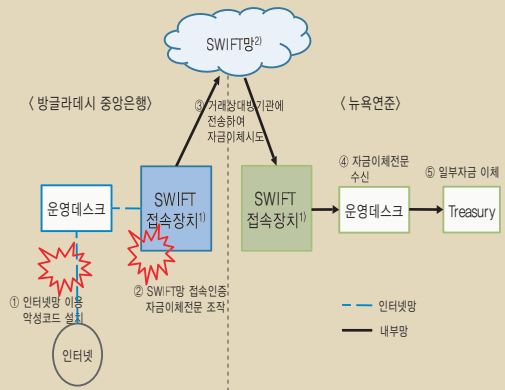 SWIFT망2)
〈 방글라데시 중앙은행〉
〈 뉴욕연준〉
③ 거래상대방기관에
전송하여
자금이체시도
SWIFT
접속장치1)
운영데스크
SWIFT
접속장치1)
④ 자금이체전문
수신
운영데스크
⑤ 일부자금 이체
Treasury
① 인터넷망 이용
악성코드 설치
② SWIFT망 접속인증
자금이체전문 조작
인터넷
인터넷망
내부망